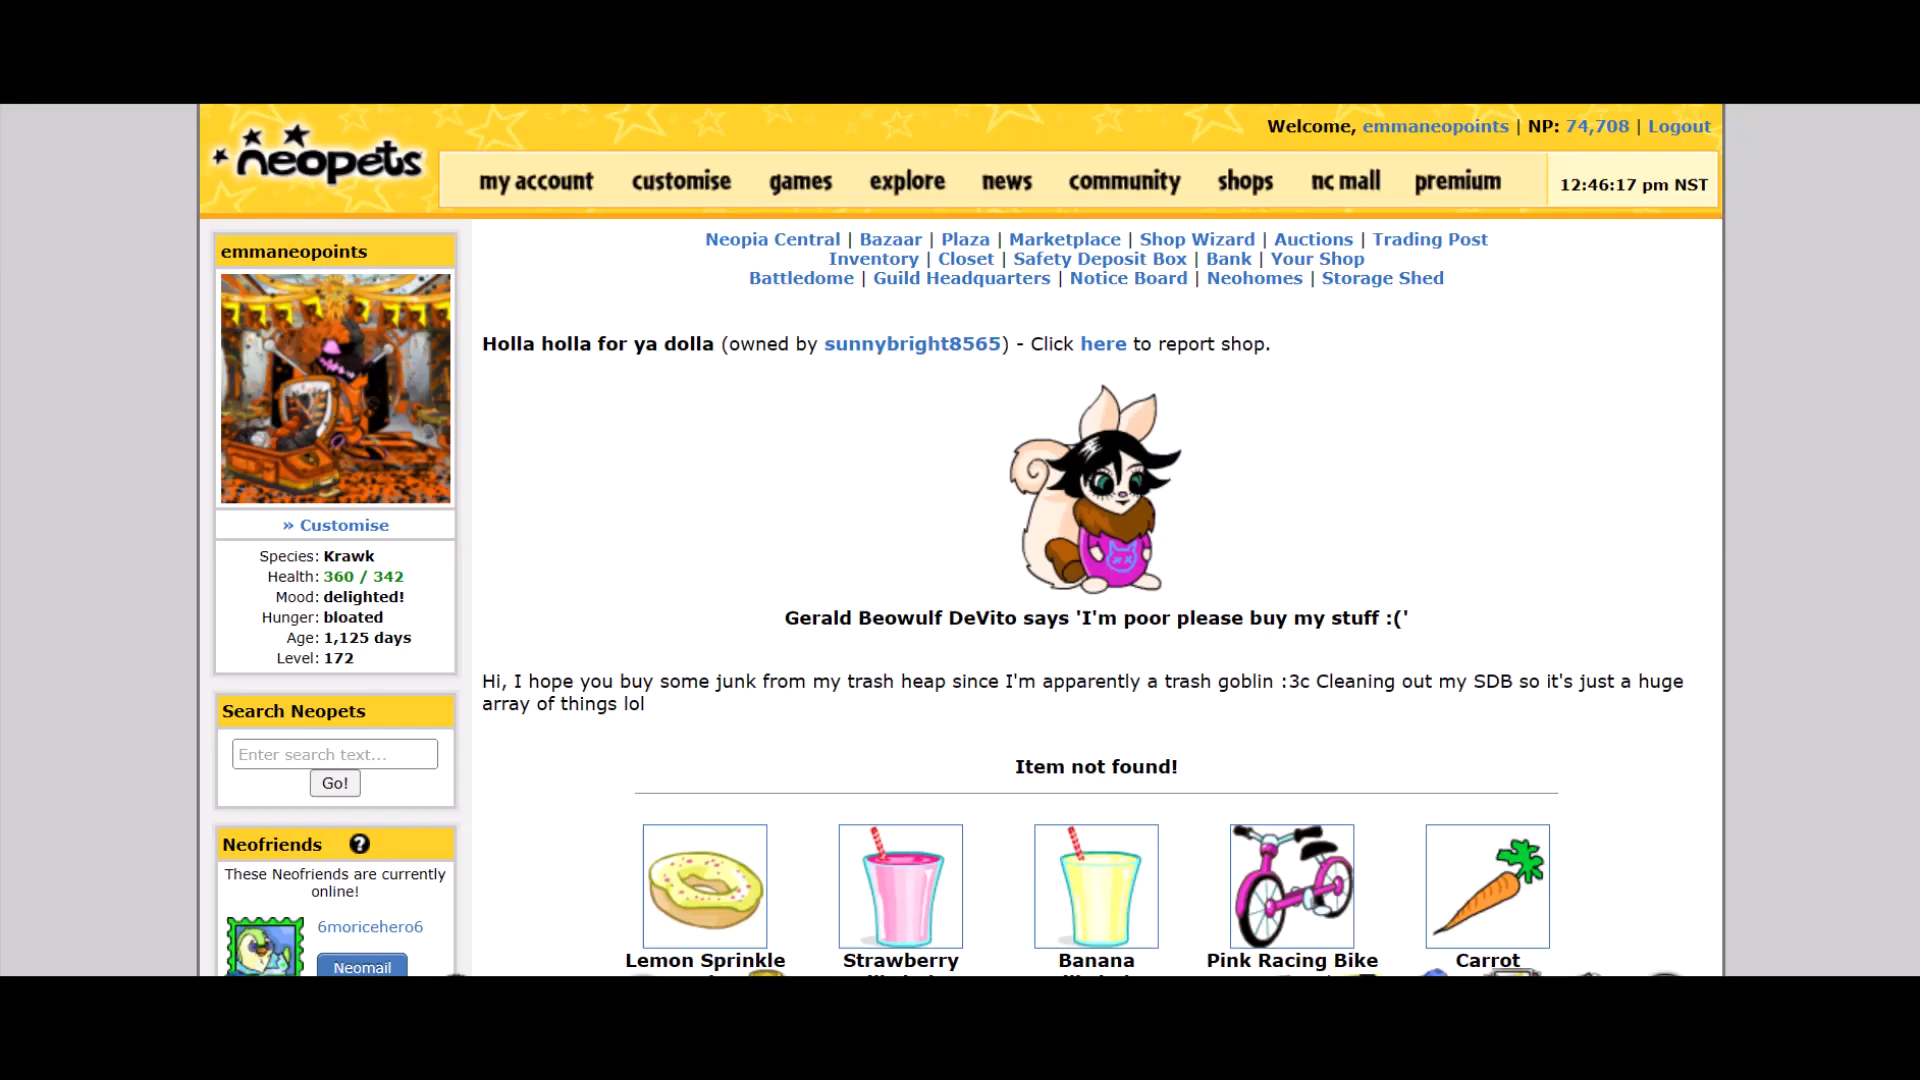 neopets
Welcome, emmaneopoints | NP: 74,708 | Logout
my account customise games explore news community shops nc mall premium 12:46:17 pm NST
emmaneopoints
» Customise
Species: Krawk
Health: 360 / 342
Mood: delighted!
Hunger: bloated
Age: 1,125 days
Level: 172
Search Neopets
Enter search text...
Go!
Neofriends ?
These Neofriends are currently
online!
6moricehero6
Neomail
Neopia Central | Bazaar | Plaza | Marketplace | Shop Wizard | Auctions | Trading Post
Inventory | Closet | Safety Deposit Box | Bank | Your Shop
Battledome | Guild Headquarters | Notice Board | Neohomes | Storage Shed
Holla holla for ya dolla (owned by sunnybright8565) - Click here to report shop.
Gerald Beowulf DeVito says 'I'm poor please buy my stuff :('
Hi, I hope you buy some junk from my trash heap since I'm apparently a trash goblin :3c Cleaning out my SDB so it's just a huge
array of things lol
Item not found!
Lemon Sprinkle Strawberry Banana Pink Racing Bike Carrot